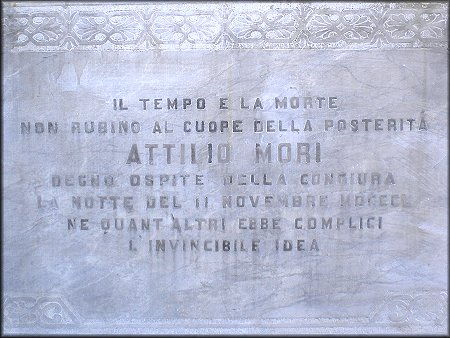 IL TEMPO E LA MORTE
NON RUBINO AL CUORE DELLA POSTERITÀ
ATTILIO MORI
DEGNO OSPITE DELLA CONGIURA
LA NOTTE DEL 11 NOVEMBRE MDCCCL
NE QUANT'ALTRI EBBE COMPLICI
L'INVINCIBILE IDEA